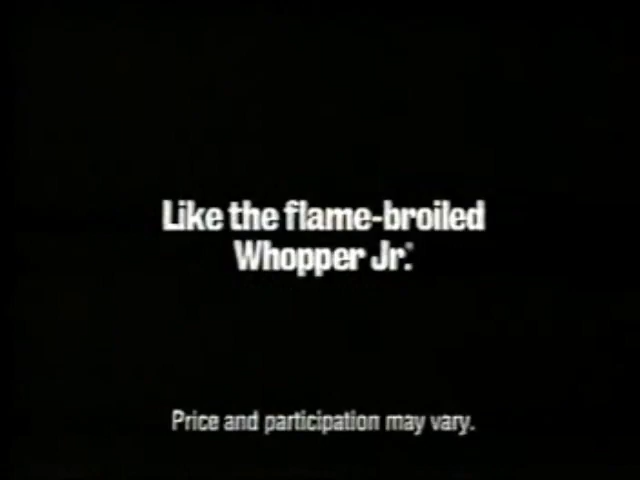 Like the flame-broiled
Whopper Jr.®
Price and participation may vary.